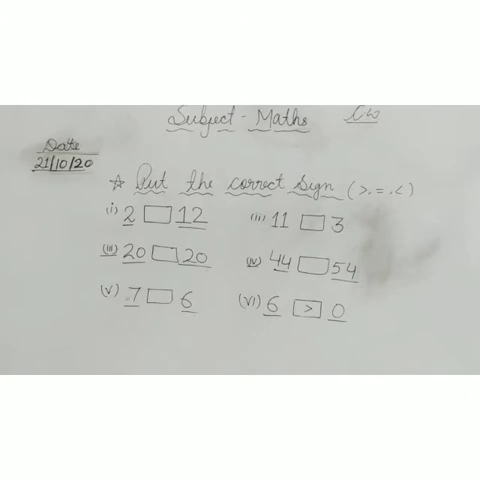 Subject - Maths CW
Date
21/10/20
☆ Put the correct sign (>, =, <)
(i) 2 □ 12 (ii) 11 □ 3
(iii) 20 □ 20 (iv) 44 □ 54
(v) 7 □ 6 (vi) 6 > 0